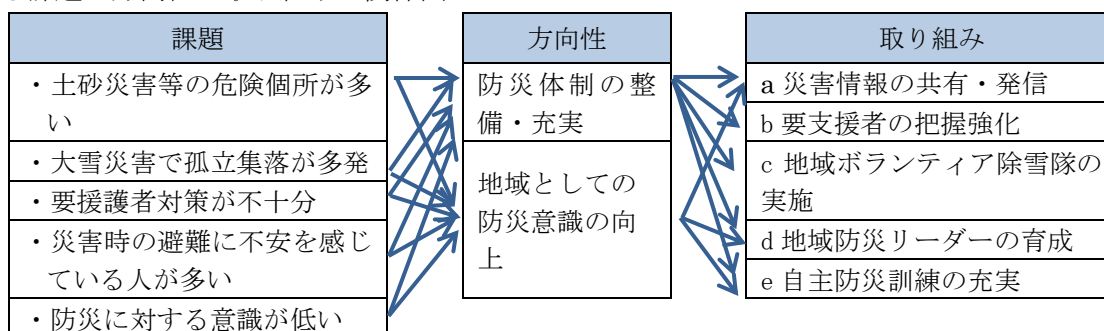 課題
・土砂災害等の危険個所が多
い
・大雪災害で孤立集落が多発
・要援護者対策が不十分
・災害時の避難に不安を感じ
ている人が多い
・防災に対する意識が低い
方向性
防災体制の整
備・充実
地域としての
防災意識の向
上
取り組み
a 災害情報の共有・発信
b 要支援者の把握強化
c 地域ボランティア除雪隊の
実施
d 地域防災リーダーの育成
e 自主防災訓練の充実